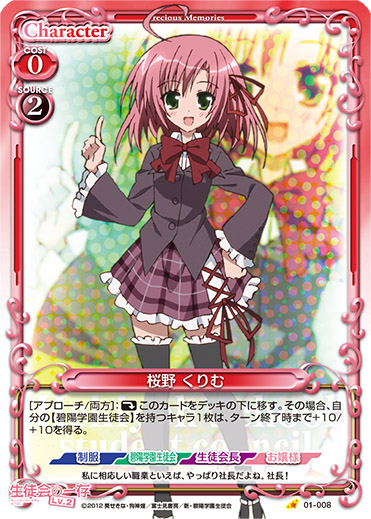 Precious Memories
Character
COST
0
SOURCE
2
桜野 くりむ
[アプローチ/両方]:このカードをデッキの下に移す。その場合、自
分の【碧陽学園生徒会】を持つキャラ1枚は、ターン終了時まで+10/
+10を得る。
student council
制服 碧陽学園生徒会 生徒会長 お嬢様
私に相応しい職業といえば、やっぱり社長だよね。社長!
生徒会の一存
Lv.2
©2012 葵せきな・狗神煌/富士見書房/新・碧陽学園生徒会
01-008